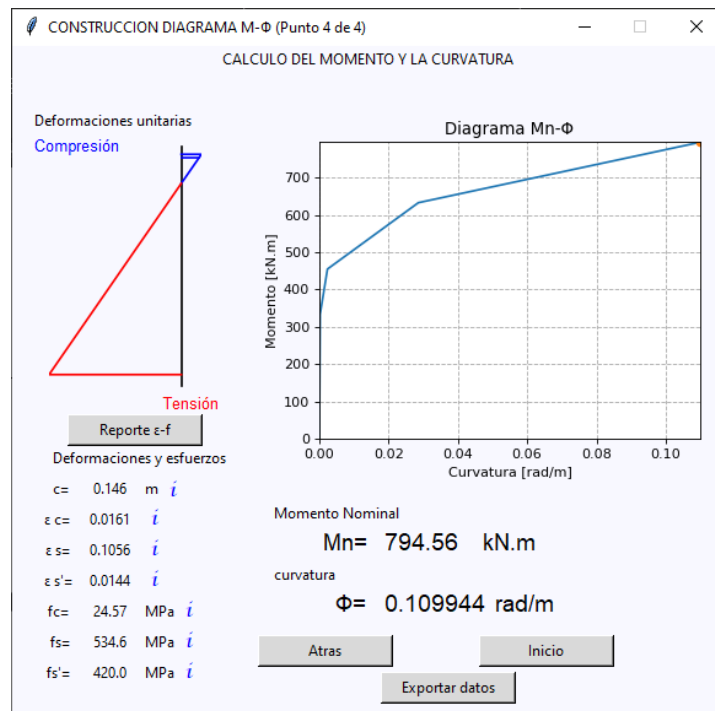 CONSTRUCCION DIAGRAMA M-Φ (Punto 4 de 4)
CALCULO DEL MOMENTO Y LA CURVATURA
Deformaciones unitarias
Compresión
Tensión
Reporte ε-f
Deformaciones y esfuerzos
c= 0.146 m i
ε c= 0.0161 i
ε s= 0.1056 i
ε s'= 0.0144 i
fc= 24.57 MPa i
fs= 534.6 MPa i
fs'= 420.0 MPa i
Diagrama Mn-Φ
Momento [kN.m]
700
600
500
400
300
200
100
0
0.00 0.02 0.04 0.06 0.08 0.10
Curvatura [rad/m]
Momento Nominal
Mn= 794.56 kN.m
curvatura
Φ= 0.109944 rad/m
Atras Inicio
Exportar datos